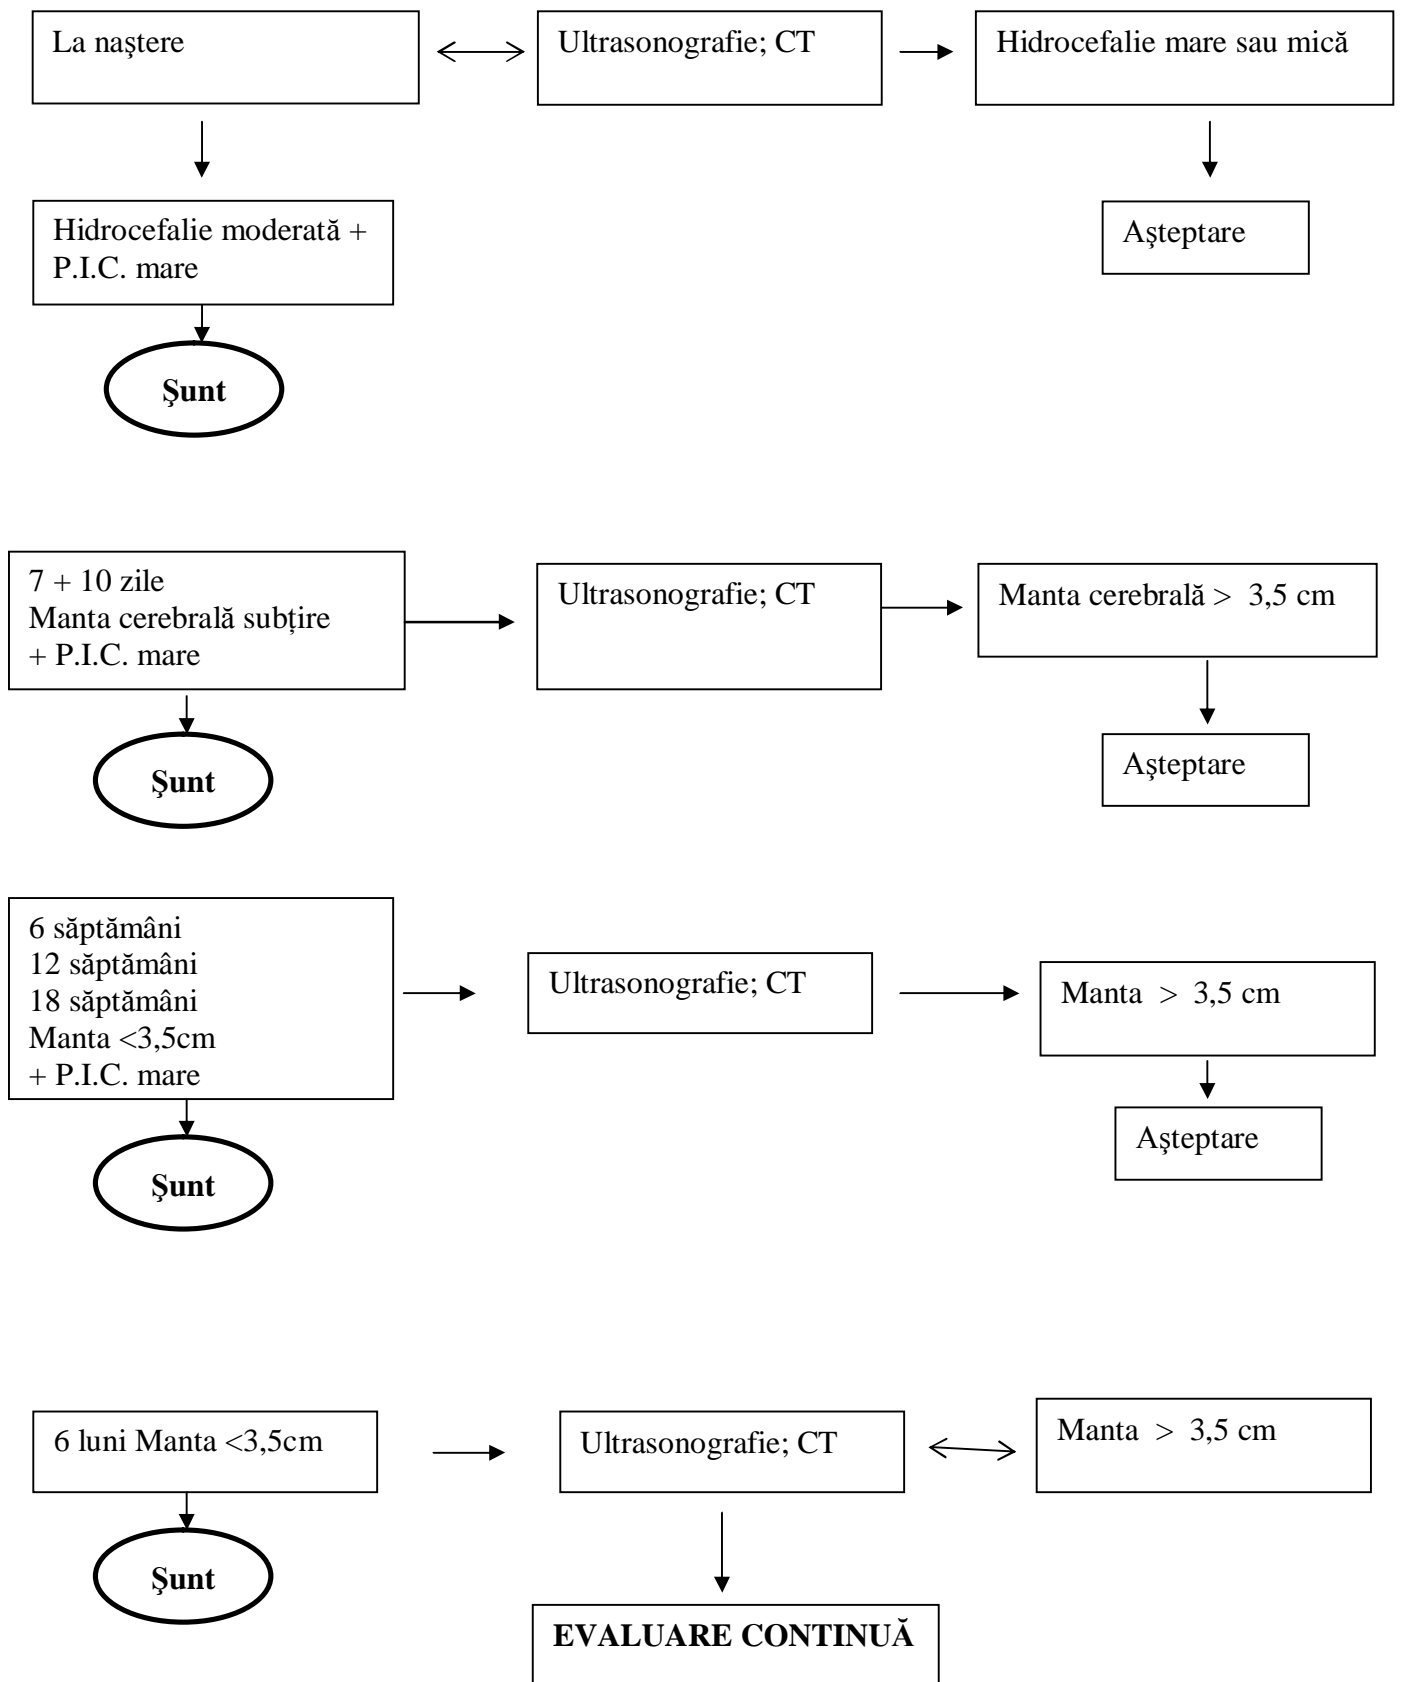 La naştere
Ultrasonografie; CT
Hidrocefalie mare sau mică
Hidrocefalie moderată +
P.I.C. mare
Aşteptare
Şunt
7 + 10 zile
Manta cerebrală subţire
+ P.I.C. mare
Ultrasonografie; CT
Manta cerebrală > 3,5 cm
Şunt
Aşteptare
6 săptămâni
12 săptămâni
18 săptămâni
Manta <3,5cm
+ P.I.C. mare
Ultrasonografie; CT
Manta > 3,5 cm
Şunt
Aşteptare
6 luni Manta <3,5cm
Ultrasonografie; CT
Manta > 3,5 cm
Şunt
EVALUARE CONTINUĂ